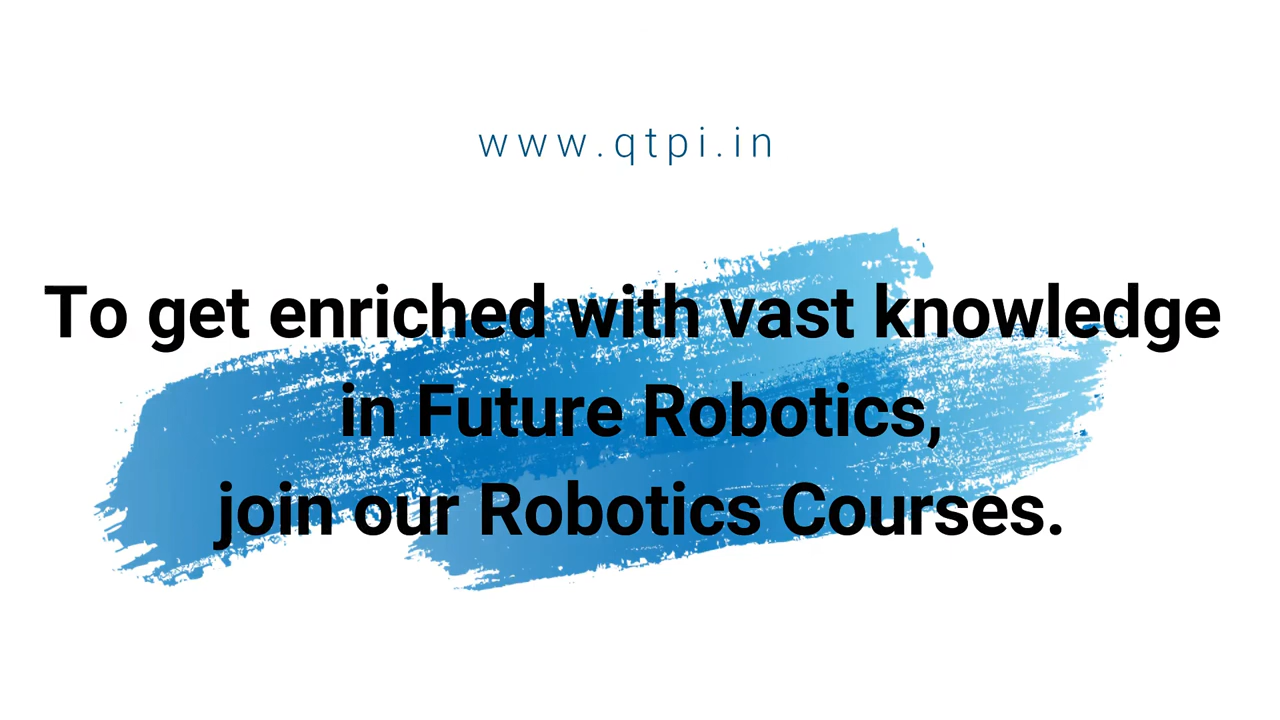 www.qtpi.in
To get enriched with vast knowledge
in Future Robotics,
join our Robotics Courses.